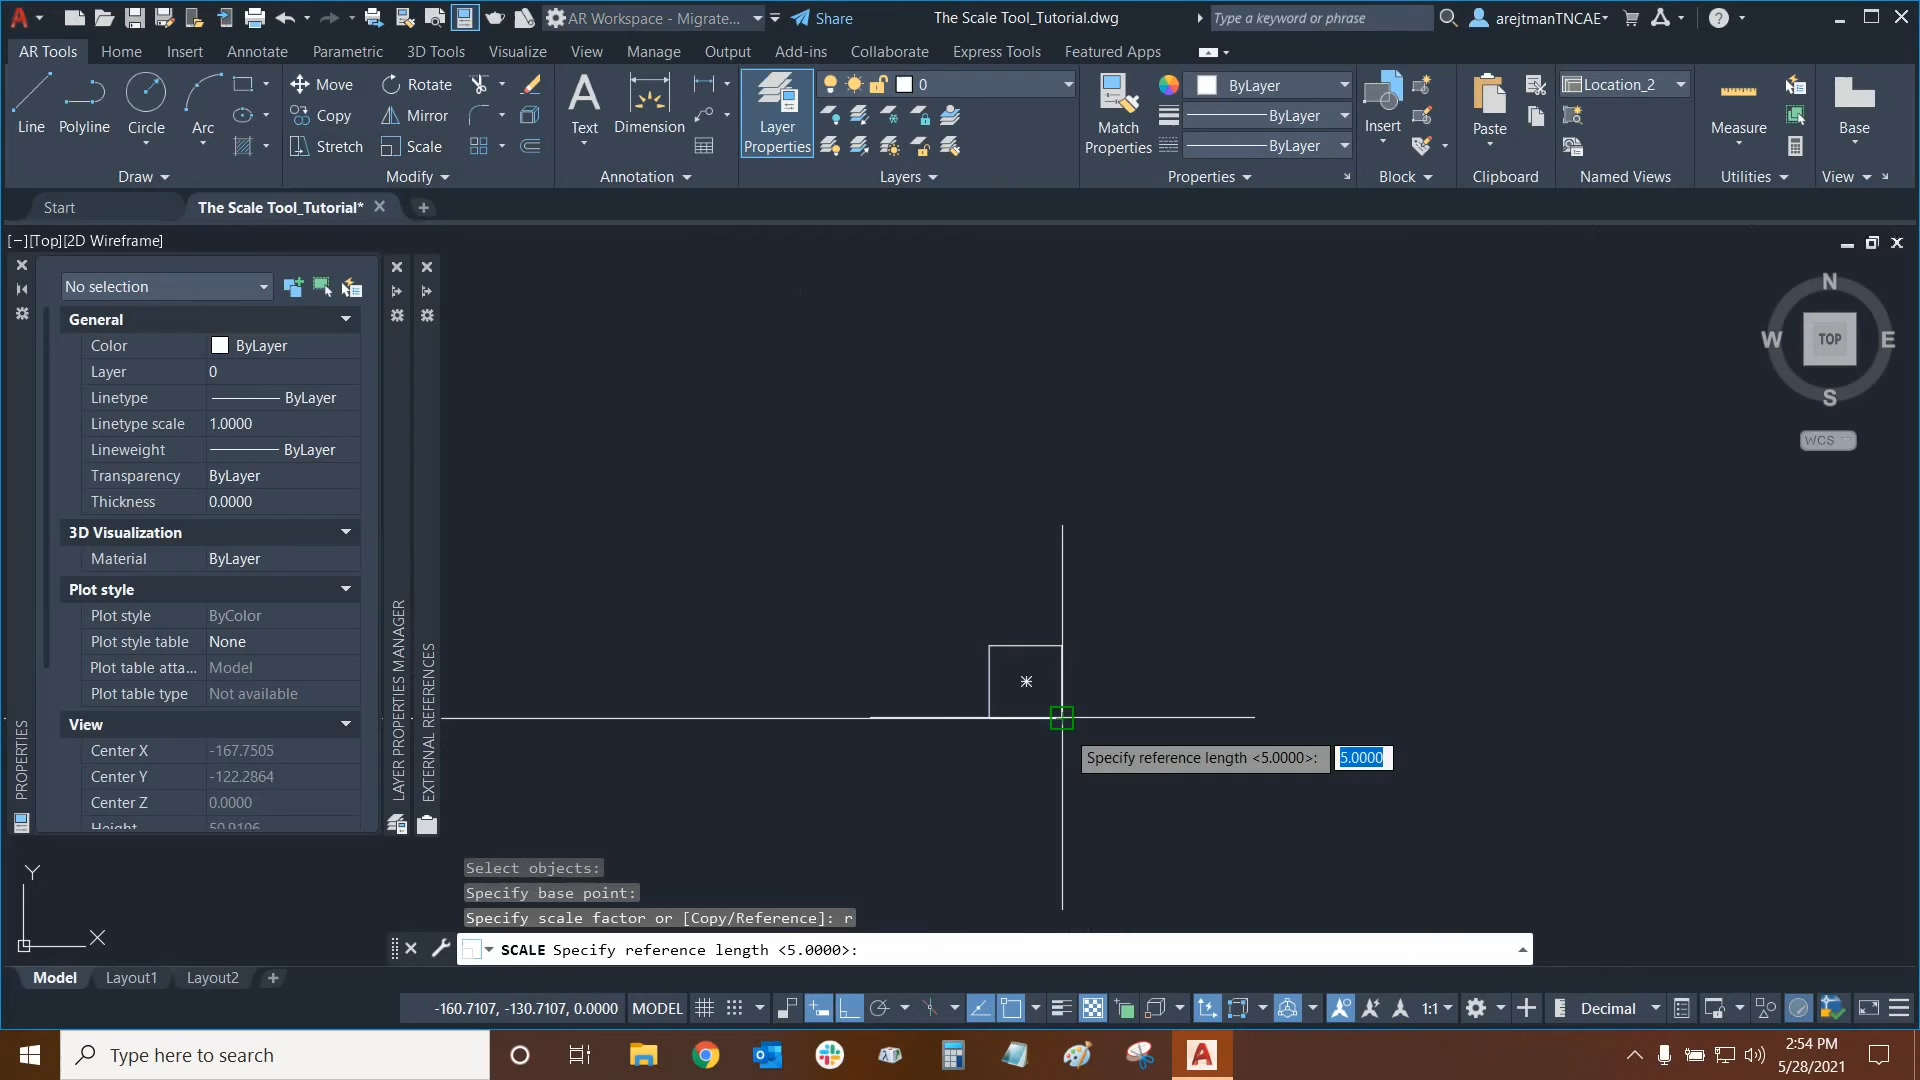 AR Workspace - Migrate... Share The Scale Tool_Tutorial.dwg Type a keyword or phrase arejtmanTNCAE
AR Tools Home Insert Annotate Parametric 3D Tools Visualize View Manage Output Add-ins Collaborate Express Tools Featured Apps
Line Polyline Circle Arc
Draw
Move Rotate
Copy Mirror
Stretch Scale
Modify
Text Dimension
Annotation
Layer
Properties
0
Layers
Match
Properties
ByLayer
ByLayer
ByLayer
Properties
Insert
Block
Paste
Clipboard
Location_2
Named Views
Measure
Utilities
Base
View
Start The Scale Tool_Tutorial*
[−][Top][2D Wireframe]
No selection
General
Color ByLayer
Layer 0
Linetype ByLayer
Linetype scale 1.0000
Lineweight ByLayer
Transparency ByLayer
Thickness 0.0000
3D Visualization
Material ByLayer
Plot style
Plot style ByColor
Plot style table None
Plot table atta... Model
Plot table type Not available
View
Center X -167.7505
Center Y -122.2864
Center Z 0.0000
Height 50.9106
PROPERTIES
LAYER PROPERTIES MANAGER
EXTERNAL REFERENCES
N
W TOP E
S
WCS
Specify reference length <5.0000>: 5.0000
Y
X
Select objects:
Specify base point:
Specify scale factor or [Copy/Reference]: r
SCALE Specify reference length <5.0000>:
Model Layout1 Layout2
-160.7107, -130.7107, 0.0000 MODEL 1:1 Decimal
Type here to search
2:54 PM
5/28/2021